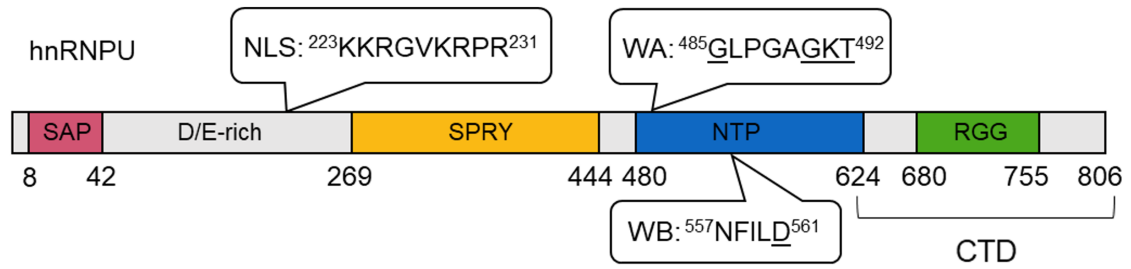 hnRNPU
NLS: ²²³KKRGVKRPR²³¹
WA: ⁴⁸⁵GLPGAGKT⁴⁹²
SAP D/E-rich SPRY NTP RGG
8 42 269 444 480 624 680 755 806
WB: ⁵⁵⁷NFILD⁵⁶¹
CTD